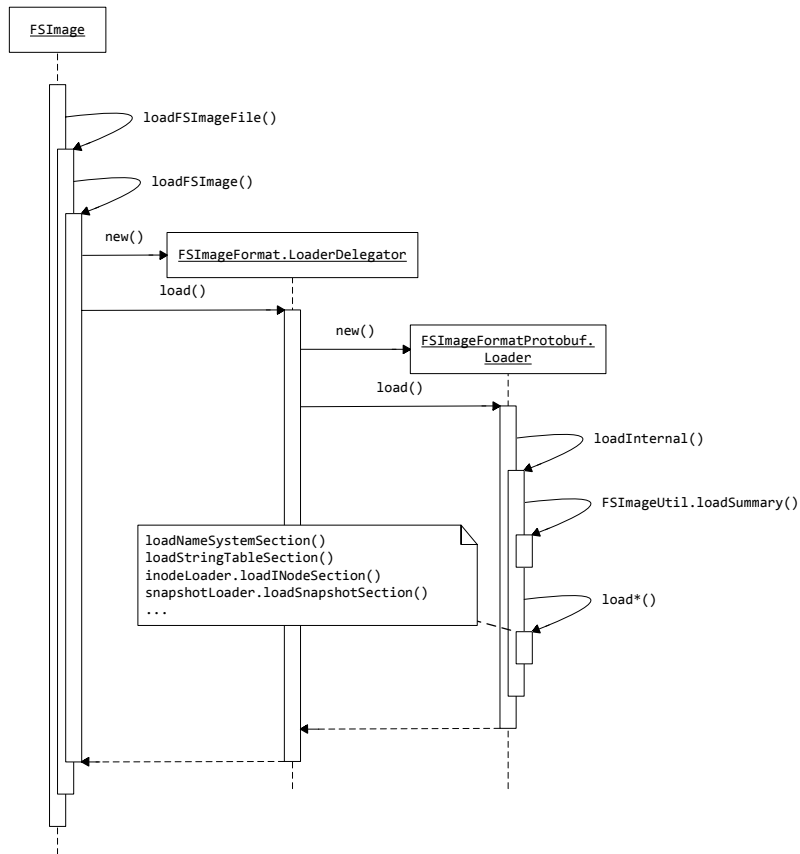 FSImage
loadFSImageFile()
loadFSImage()
new()
FSImageFormat.LoaderDelegator
load()
new()
FSImageFormatProtobuf.
Loader
load()
loadInternal()
FSImageUtil.loadSummary()
loadNameSystemSection()
loadStringTableSection()
inodeLoader.loadINodeSection()
snapshotLoader.loadSnapshotSection()
...
load*()